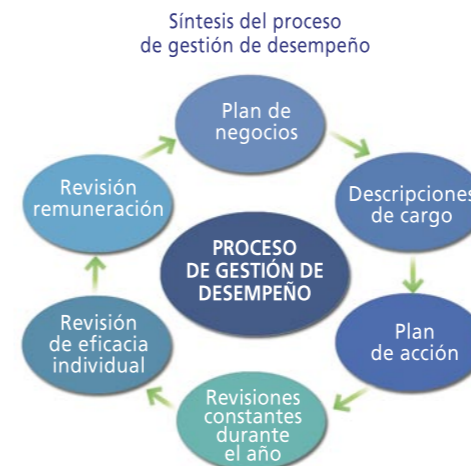 Síntesis del proceso
de gestión de desempeño
Plan de
negocios
Descripciones
de cargo
Plan
de acción
Revisiones
constantes
durante
el año
Revisión
de eficacia
individual
Revisión
remuneración
PROCESO
DE GESTIÓN DE
DESEMPEÑO